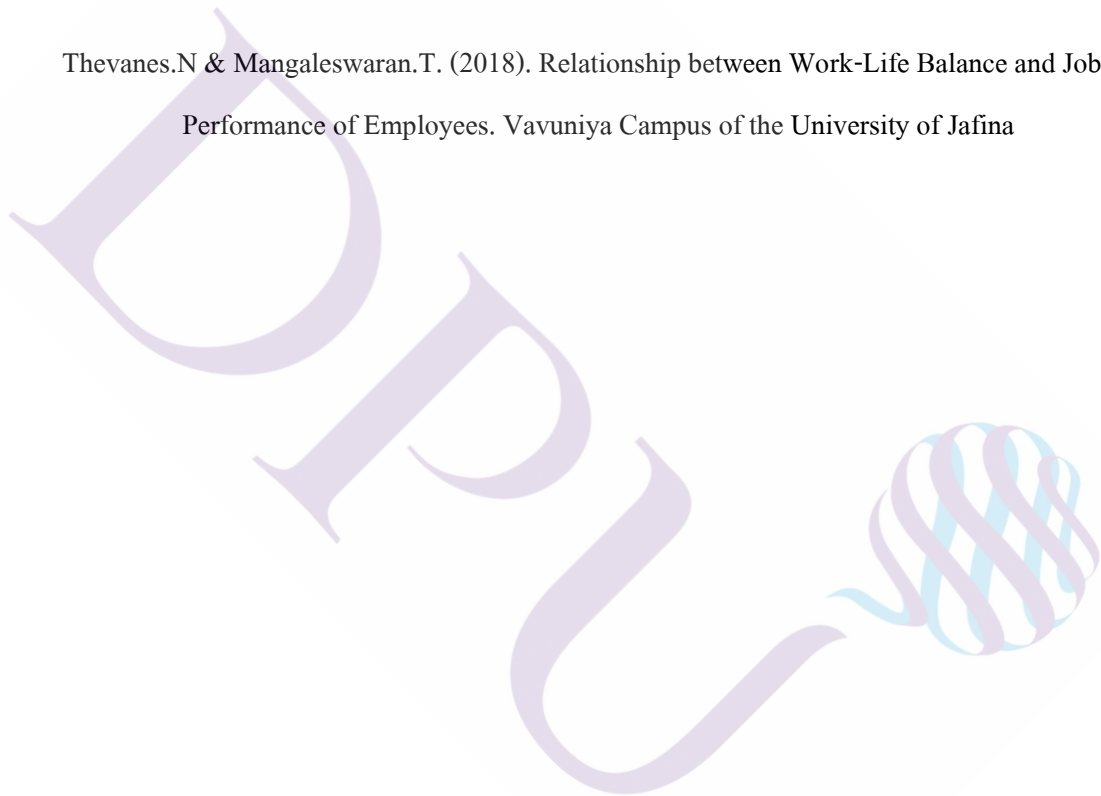 Thevanes.N & Mangaleswaran.T. (2018). Relationship between Work-Life Balance and Job
Performance of Employees. Vavuniya Campus of the University of Jafina
DPU